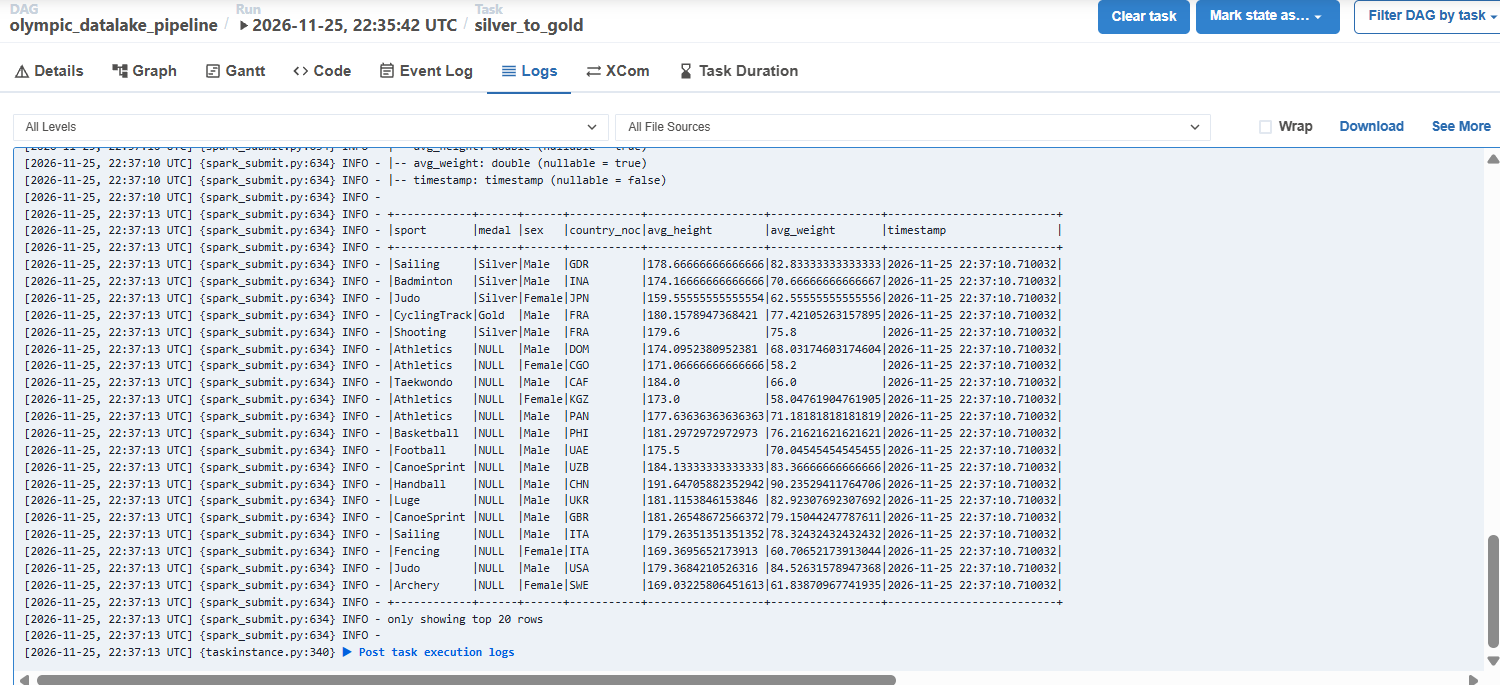 DAG
olympic_datalake_pipeline
/
Run
2026-11-25, 22:35:42 UTC
/
Task
silver_to_gold
Clear task
Mark state as...
Filter DAG by task
Details
Graph
Gantt
<> Code
Event Log
Logs
XCom
Task Duration
All Levels
All File Sources
Wrap
Download
See More
[2026-11-25, 22:37:10 UTC] {spark_submit.py:634} INFO - |-- avg_height: double (nullable = true)
[2026-11-25, 22:37:10 UTC] {spark_submit.py:634} INFO - |-- avg_weight: double (nullable = true)
[2026-11-25, 22:37:10 UTC] {spark_submit.py:634} INFO - |-- timestamp: timestamp (nullable = false)
[2026-11-25, 22:37:10 UTC] {spark_submit.py:634} INFO -
[2026-11-25, 22:37:13 UTC] {spark_submit.py:634} INFO - +------------+------+------+-----------+------------------+-----------------+--------------------------+
[2026-11-25, 22:37:13 UTC] {spark_submit.py:634} INFO - |sport       |medal |sex   |country_noc|avg_height        |avg_weight       |timestamp                 |
[2026-11-25, 22:37:13 UTC] {spark_submit.py:634} INFO - +------------+------+------+-----------+------------------+-----------------+--------------------------+
[2026-11-25, 22:37:13 UTC] {spark_submit.py:634} INFO - |Sailing     |Silver|Male  |GDR        |178.66666666666666|82.83333333333333|2026-11-25 22:37:10.710032|
[2026-11-25, 22:37:13 UTC] {spark_submit.py:634} INFO - |Badminton   |Silver|Male  |INA        |174.16666666666666|70.66666666666667|2026-11-25 22:37:10.710032|
[2026-11-25, 22:37:13 UTC] {spark_submit.py:634} INFO - |Judo        |Silver|Female|JPN        |159.55555555555554|62.55555555555556|2026-11-25 22:37:10.710032|
[2026-11-25, 22:37:13 UTC] {spark_submit.py:634} INFO - |CyclingTrack|Gold  |Male  |FRA        |180.1578947368421 |77.42105263157895|2026-11-25 22:37:10.710032|
[2026-11-25, 22:37:13 UTC] {spark_submit.py:634} INFO - |Shooting    |Silver|Male  |FRA        |179.6             |75.8             |2026-11-25 22:37:10.710032|
[2026-11-25, 22:37:13 UTC] {spark_submit.py:634} INFO - |Athletics   |NULL  |Male  |DOM        |174.0952380952381 |68.03174603174604|2026-11-25 22:37:10.710032|
[2026-11-25, 22:37:13 UTC] {spark_submit.py:634} INFO - |Athletics   |NULL  |Female|CGO        |171.06666666666666|58.2             |2026-11-25 22:37:10.710032|
[2026-11-25, 22:37:13 UTC] {spark_submit.py:634} INFO - |Taekwondo   |NULL  |Male  |CAF        |184.0             |66.0             |2026-11-25 22:37:10.710032|
[2026-11-25, 22:37:13 UTC] {spark_submit.py:634} INFO - |Athletics   |NULL  |Female|KGZ        |173.0             |58.04761904761905|2026-11-25 22:37:10.710032|
[2026-11-25, 22:37:13 UTC] {spark_submit.py:634} INFO - |Athletics   |NULL  |Male  |PAN        |177.63636363636363|71.18181818181819|2026-11-25 22:37:10.710032|
[2026-11-25, 22:37:13 UTC] {spark_submit.py:634} INFO - |Basketball  |NULL  |Male  |PHI        |181.2972972972973 |76.21621621621621|2026-11-25 22:37:10.710032|
[2026-11-25, 22:37:13 UTC] {spark_submit.py:634} INFO - |Football    |NULL  |Male  |UAE        |175.5             |70.04545454545455|2026-11-25 22:37:10.710032|
[2026-11-25, 22:37:13 UTC] {spark_submit.py:634} INFO - |CanoeSprint |NULL  |Male  |UZB        |184.13333333333333|83.36666666666666|2026-11-25 22:37:10.710032|
[2026-11-25, 22:37:13 UTC] {spark_submit.py:634} INFO - |Handball    |NULL  |Male  |CHN        |191.64705882352942|90.23529411764706|2026-11-25 22:37:10.710032|
[2026-11-25, 22:37:13 UTC] {spark_submit.py:634} INFO - |Luge        |NULL  |Male  |UKR        |181.1153846153846 |82.92307692307692|2026-11-25 22:37:10.710032|
[2026-11-25, 22:37:13 UTC] {spark_submit.py:634} INFO - |CanoeSprint |NULL  |Male  |GBR        |181.26548672566372|79.15044247787611|2026-11-25 22:37:10.710032|
[2026-11-25, 22:37:13 UTC] {spark_submit.py:634} INFO - |Sailing     |NULL  |Male  |ITA        |179.26351351351352|78.32432432432432|2026-11-25 22:37:10.710032|
[2026-11-25, 22:37:13 UTC] {spark_submit.py:634} INFO - |Fencing     |NULL  |Female|ITA        |169.3695652173913 |60.70652173913044|2026-11-25 22:37:10.710032|
[2026-11-25, 22:37:13 UTC] {spark_submit.py:634} INFO - |Judo        |NULL  |Male  |USA        |179.3684210526316 |84.52631578947368|2026-11-25 22:37:10.710032|
[2026-11-25, 22:37:13 UTC] {spark_submit.py:634} INFO - |Archery     |NULL  |Female|SWE        |169.03225806451613|61.83870967741935|2026-11-25 22:37:10.710032|
[2026-11-25, 22:37:13 UTC] {spark_submit.py:634} INFO - +------------+------+------+-----------+------------------+-----------------+--------------------------+
[2026-11-25, 22:37:13 UTC] {spark_submit.py:634} INFO - only showing top 20 rows
[2026-11-25, 22:37:13 UTC] {spark_submit.py:634} INFO -
[2026-11-25, 22:37:13 UTC] {taskinstance.py:340} ▶ Post task execution logs